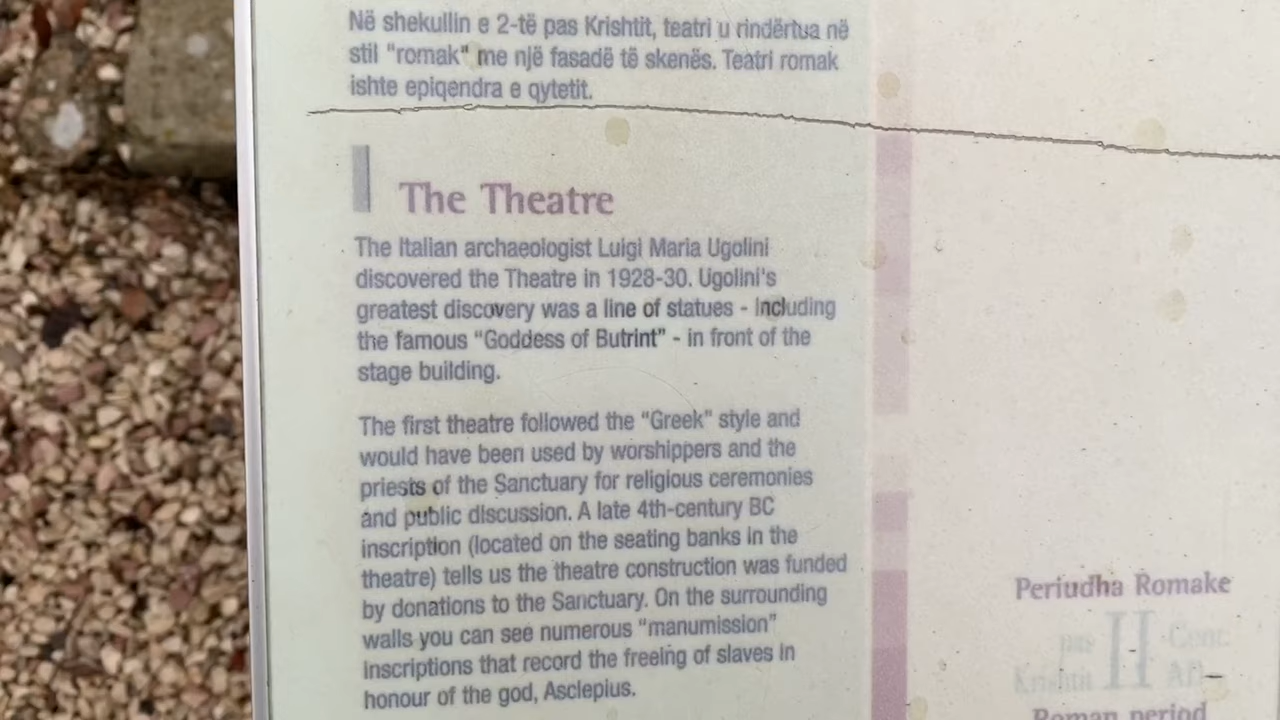 Në shekullin e 2-të pas Krishtit, teatri u rindërtua në
stil "romak" me një fasadë të skenës. Teatri romak
ishte epiqendra e qytetit.
The Theatre
The Italian archaeologist Luigi Maria Ugolini
discovered the Theatre in 1928-30. Ugolini's
greatest discovery was a line of statues - including
the famous "Goddess of Butrint" - in front of the
stage building.
The first theatre followed the "Greek" style and
would have been used by worshippers and the
priests of the Sanctuary for religious ceremonies
and public discussion. A late 4th-century BC
inscription (located on the seating banks in the
theatre) tells us the theatre construction was funded
by donations to the Sanctuary. On the surrounding
walls you can see numerous "manumission"
inscriptions that record the freeing of slaves in
honour of the god, Asclepius.
Periudha Romake
pas II Cent.
Krishtit AD
Roman period